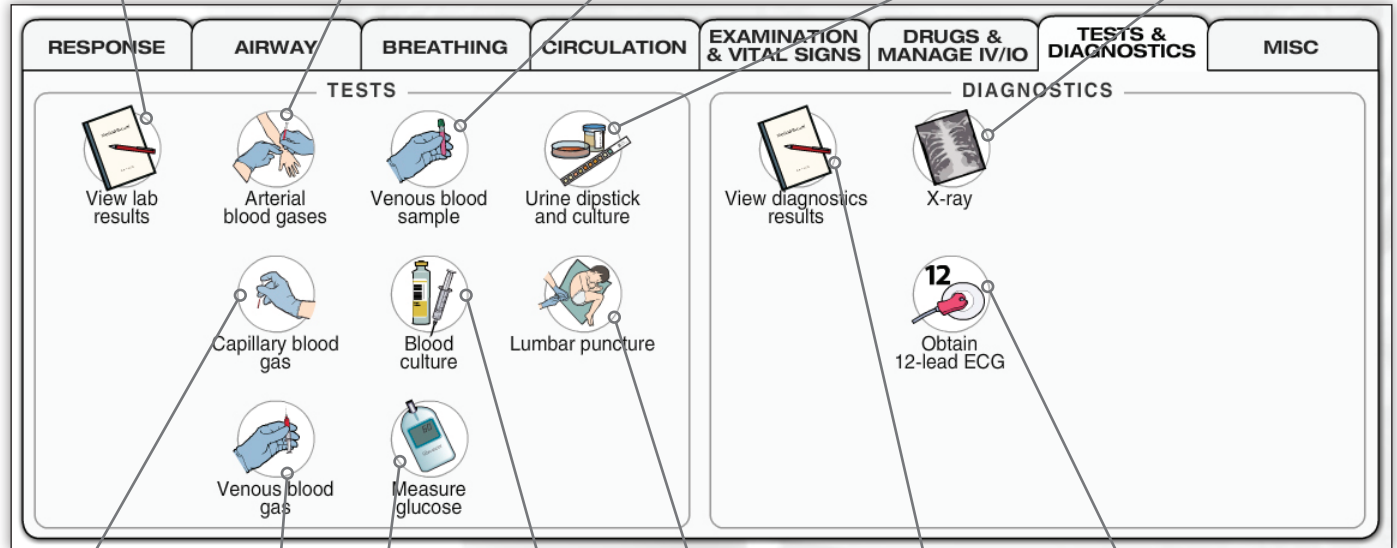 RESPONSE
AIRWAY
BREATHING
CIRCULATION
EXAMINATION
& VITAL SIGNS
DRUGS &
MANAGE IV/IO
TESTS &
DIAGNOSTICS
MISC
TESTS
View lab
results
Arterial
blood gases
Venous blood
sample
Urine dipstick
and culture
Capillary blood
gas
Blood
culture
Lumbar puncture
Venous blood
gas
60
Measure
glucose
DIAGNOSTICS
View diagnostics
results
X-ray
12
Obtain
12-lead ECG